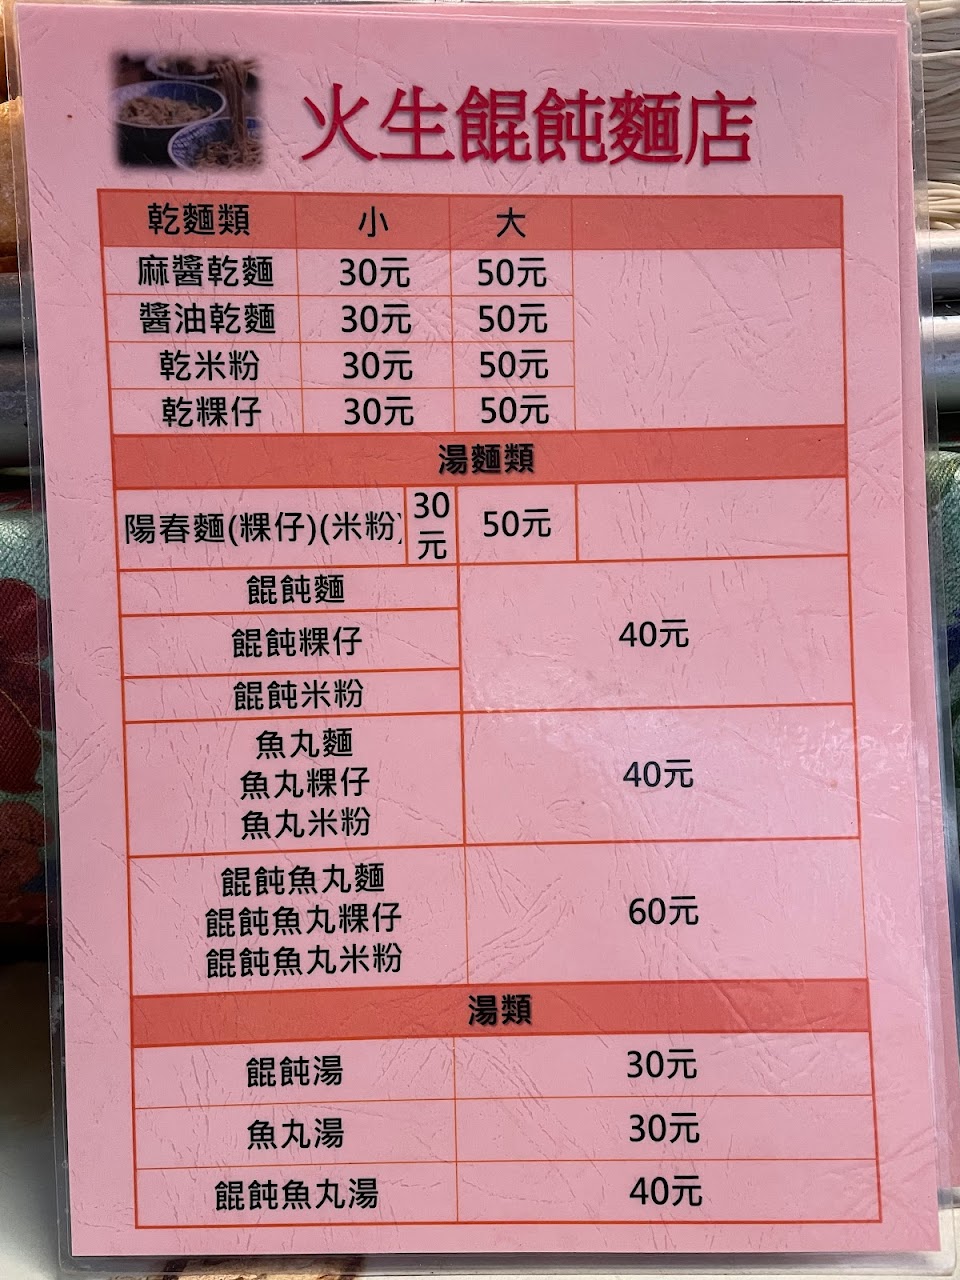 火生餛飩麵店
乾麵類 小 大
麻醬乾麵 30元 50元
醬油乾麵 30元 50元
乾米粉 30元 50元
乾粿仔 30元 50元
湯麵類
陽春麵(粿仔)(米粉) 30元 50元
餛飩麵
餛飩粿仔 40元
餛飩米粉
魚丸麵
魚丸粿仔 40元
魚丸米粉
餛飩魚丸麵
餛飩魚丸粿仔 60元
餛飩魚丸米粉
湯類
餛飩湯 30元
魚丸湯 30元
餛飩魚丸湯 40元